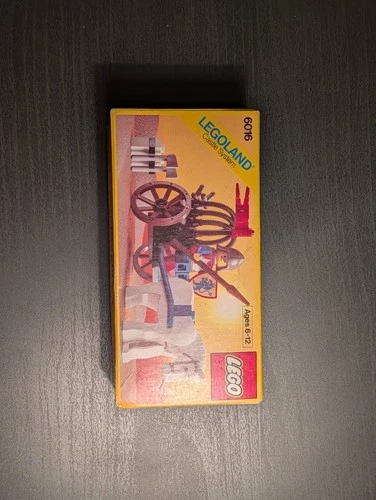 6016
LEGOLAND®
Castle System
Ages 6-12
LEGO